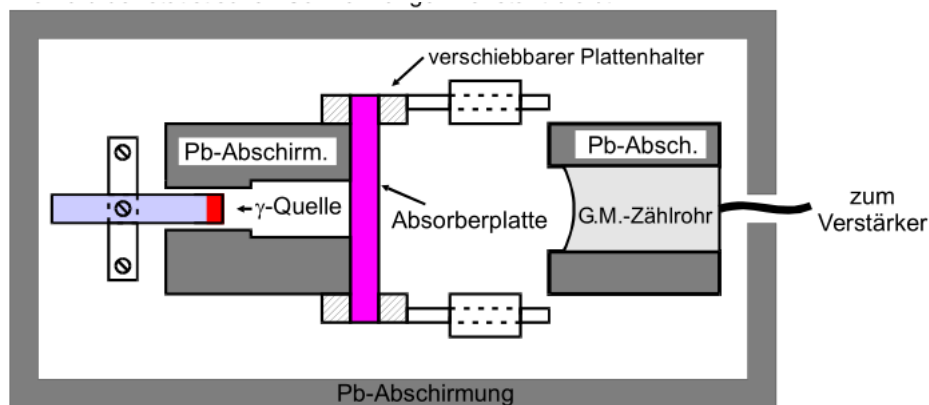 verschiebbarer Plattenhalter
Pb-Abschirm.
Pb-Absch.
γ-Quelle
Absorberplatte
G.M.-Zählrohr
zum
Verstärker
Pb-Abschirmung